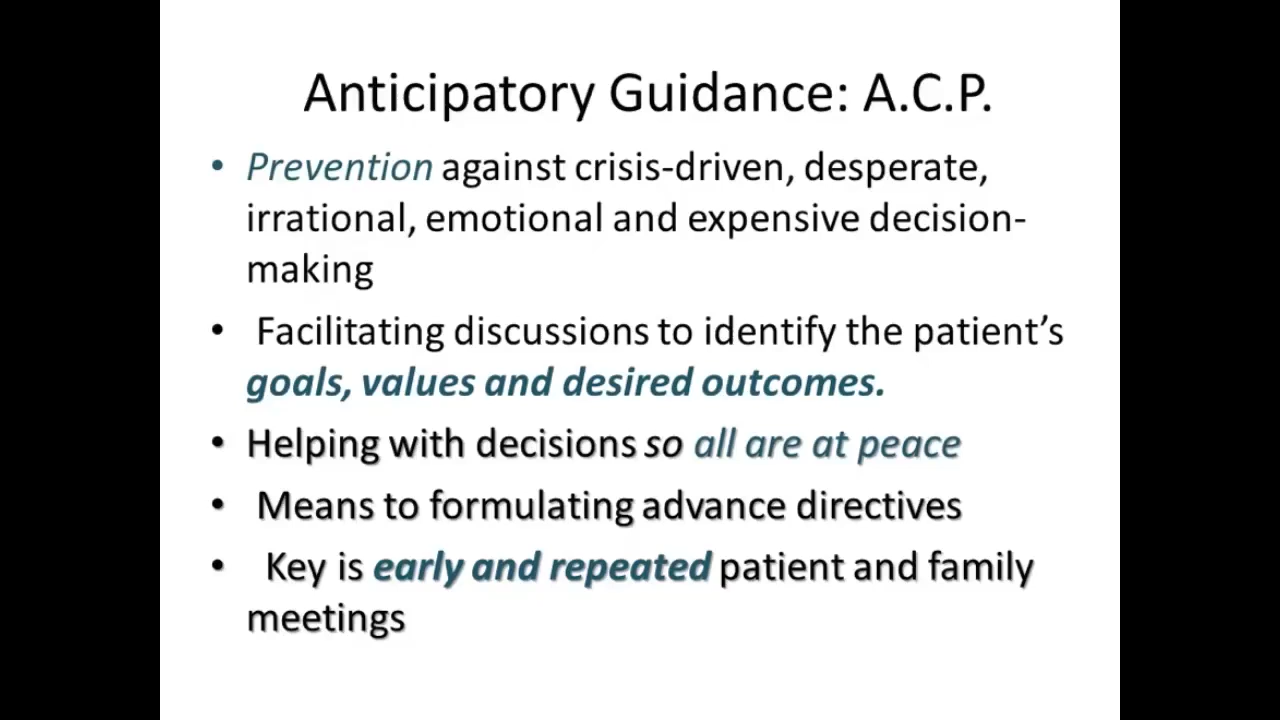 Anticipatory Guidance: A.C.P.
• Prevention against crisis-driven, desperate,
irrational, emotional and expensive decision-
making
• Facilitating discussions to identify the patient’s
goals, values and desired outcomes.
• Helping with decisions so all are at peace
• Means to formulating advance directives
• Key is early and repeated patient and family
meetings